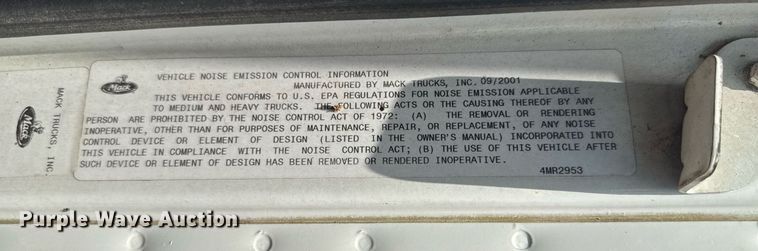 VEHICLE NOISE EMISSION CONTROL INFORMATION
MANUFACTURED BY MACK TRUCKS, INC. 09/2001
THIS VEHICLE CONFORMS TO U.S. EPA REGULATIONS FOR NOISE EMISSION APPLICABLE
TO MEDIUM AND HEAVY TRUCKS. THE FOLLOWING ACTS OR THE CAUSING THEREOF BY ANY
PERSON ARE PROHIBITED BY THE NOISE CONTROL ACT OF 1972: (A) THE REMOVAL OR RENDERING
INOPERATIVE, OTHER THAN FOR PURPOSES OF MAINTENANCE, REPAIR, OR REPLACEMENT, OF ANY NOISE
CONTROL DEVICE OR ELEMENT OF DESIGN (LISTED IN THE OWNER'S MANUAL) INCORPORATED INTO
THIS VEHICLE IN COMPLIANCE WITH THE NOISE CONTROL ACT; (B) THE USE OF THIS VEHICLE AFTER
SUCH DEVICE OR ELEMENT OF DESIGN HAS BEEN REMOVED OR RENDERED INOPERATIVE.
4MR2953
Mack
MACK TRUCKS, INC.
Mack
Purple Wave Auction